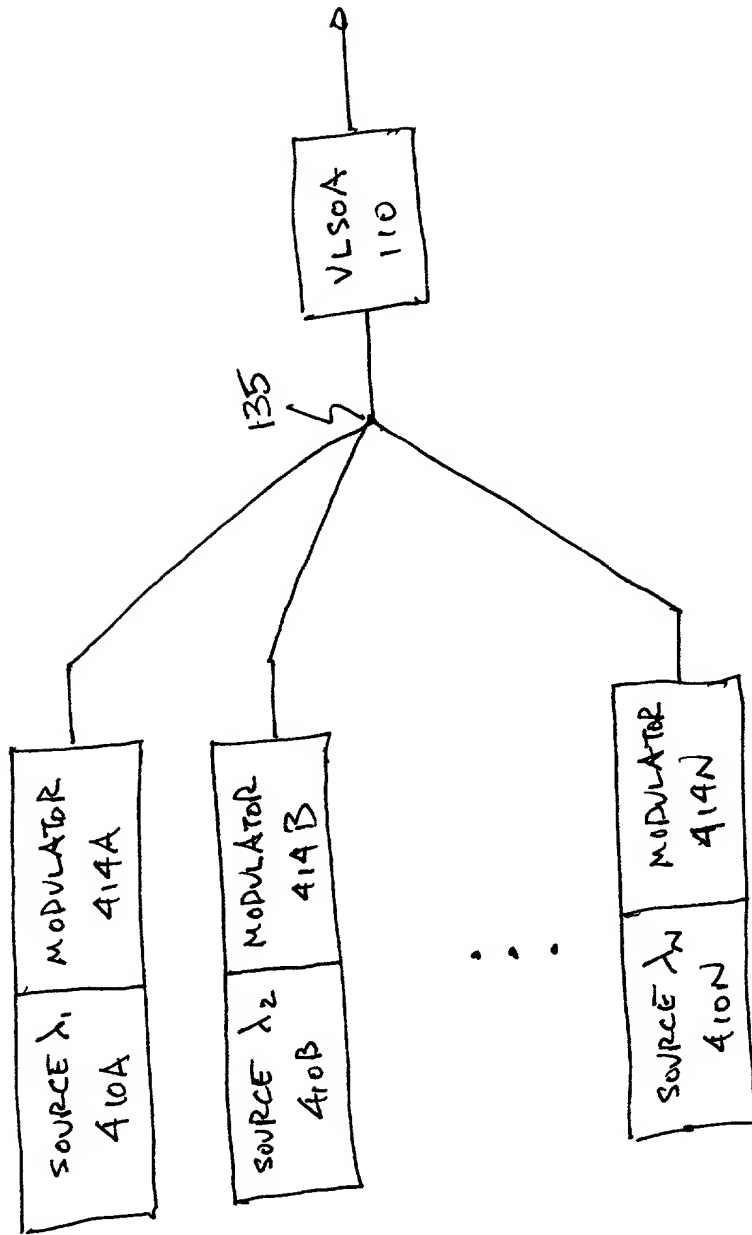 SOURCE λ1
410A
MODULATOR
414A
SOURCE λ2
410B
MODULATOR
414B
. . .
SOURCE λN
410N
MODULATOR
414N
135
VLSOA
110